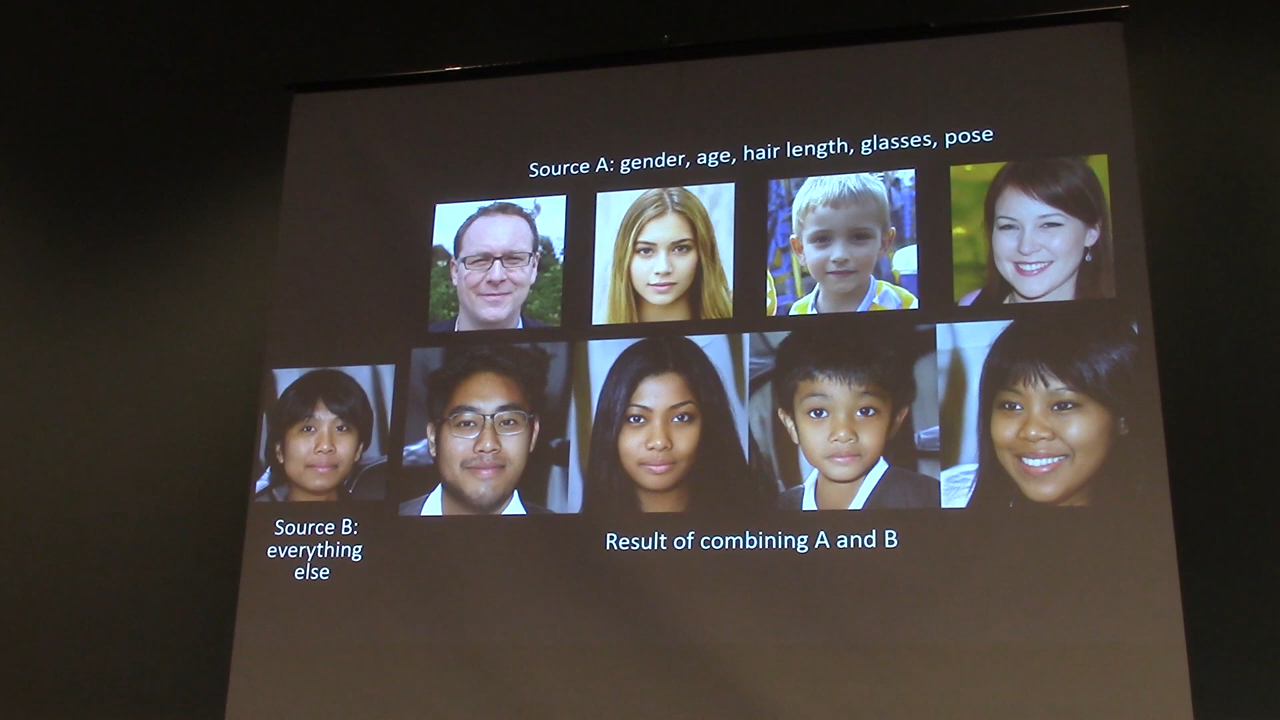 Source A: gender, age, hair length, glasses, pose
Source B:
everything
else
Result of combining A and B